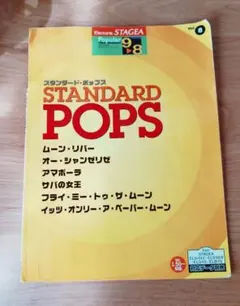 Electone STAGEA
Popular
9-8
8
スタンダード・ポップス
STANDARD
POPS
ムーン・リバー
オー・シャンゼリゼ
アマポーラ
サバの女王
フライ・ミー・トゥ・ザ・ムーン
イッツ・オンリー・ア・ペーパー・ムーン